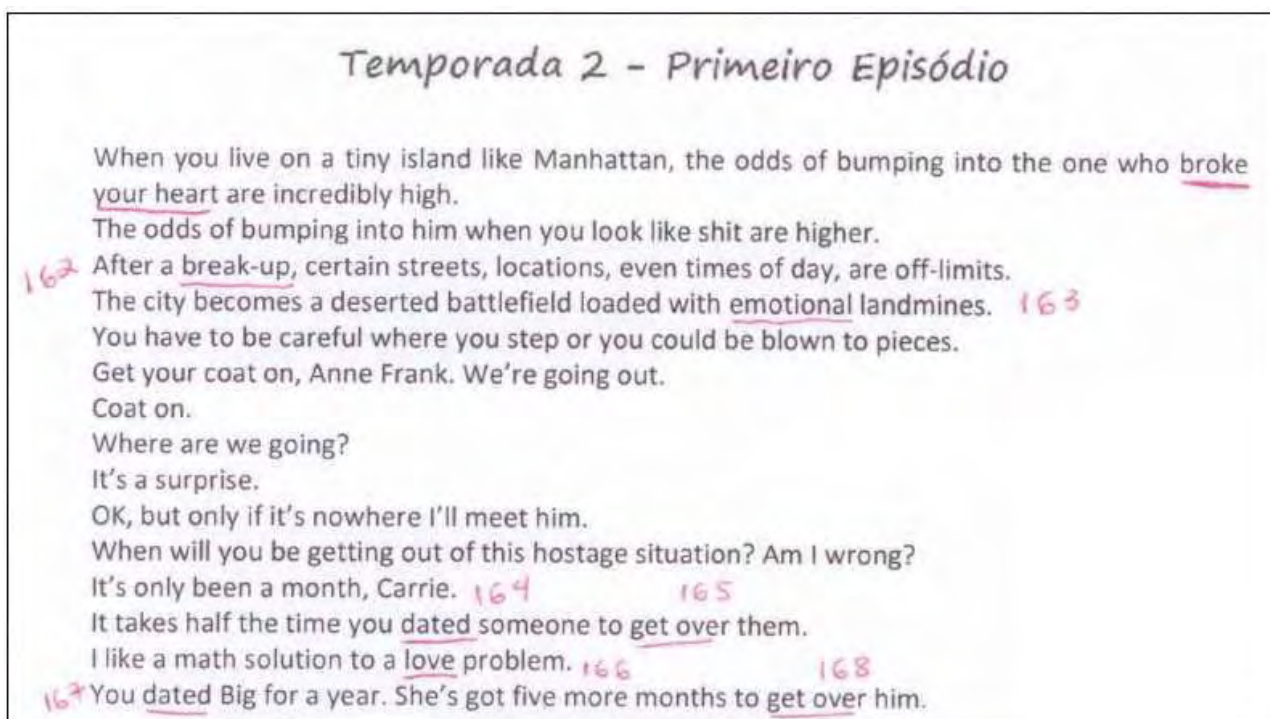 Temporada 2 - Primeiro Episódio
When you live on a tiny island like Manhattan, the odds of bumping into the one who broke
your heart are incredibly high.
The odds of bumping into him when you look like shit are higher.
162 After a break-up, certain streets, locations, even times of day, are off-limits.
The city becomes a deserted battlefield loaded with emotional landmines. 163
You have to be careful where you step or you could be blown to pieces.
Get your coat on, Anne Frank. We're going out.
Coat on.
Where are we going?
It's a surprise.
OK, but only if it's nowhere I'll meet him.
When will you be getting out of this hostage situation? Am I wrong?
It's only been a month, Carrie. 164 165
It takes half the time you dated someone to get over them.
I like a math solution to a love problem. 166 168
167 You dated Big for a year. She's got five more months to get over him.